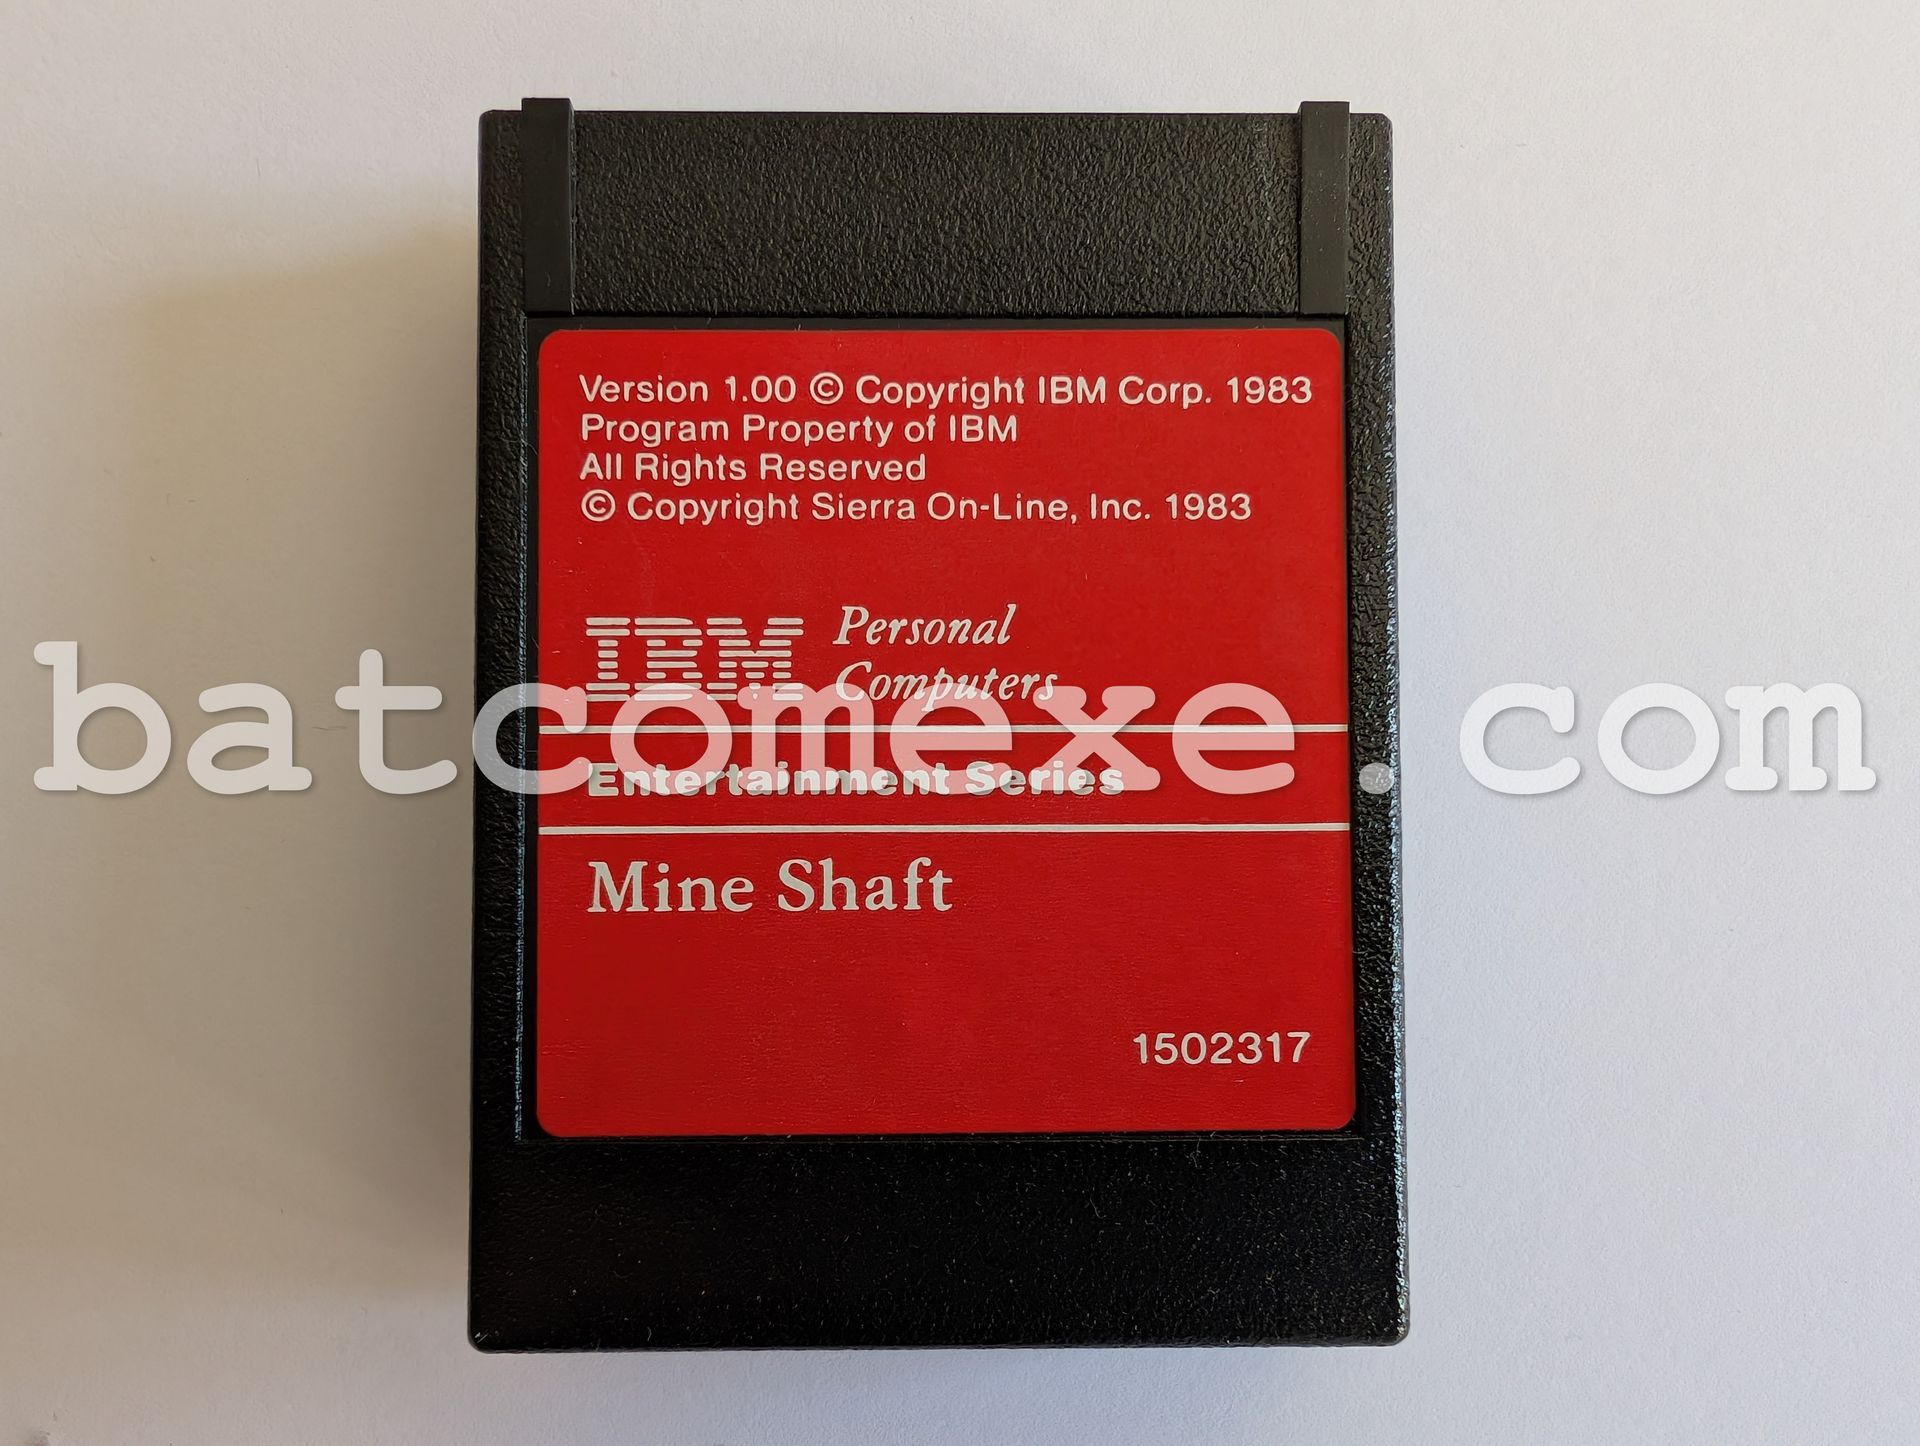 Version 1.00 © Copyright IBM Corp. 1983
Program Property of IBM
All Rights Reserved
© Copyright Sierra On-Line, Inc. 1983
IBM Personal
Computers
batcomexe.com
Entertainment Series
Mine Shaft
1502317